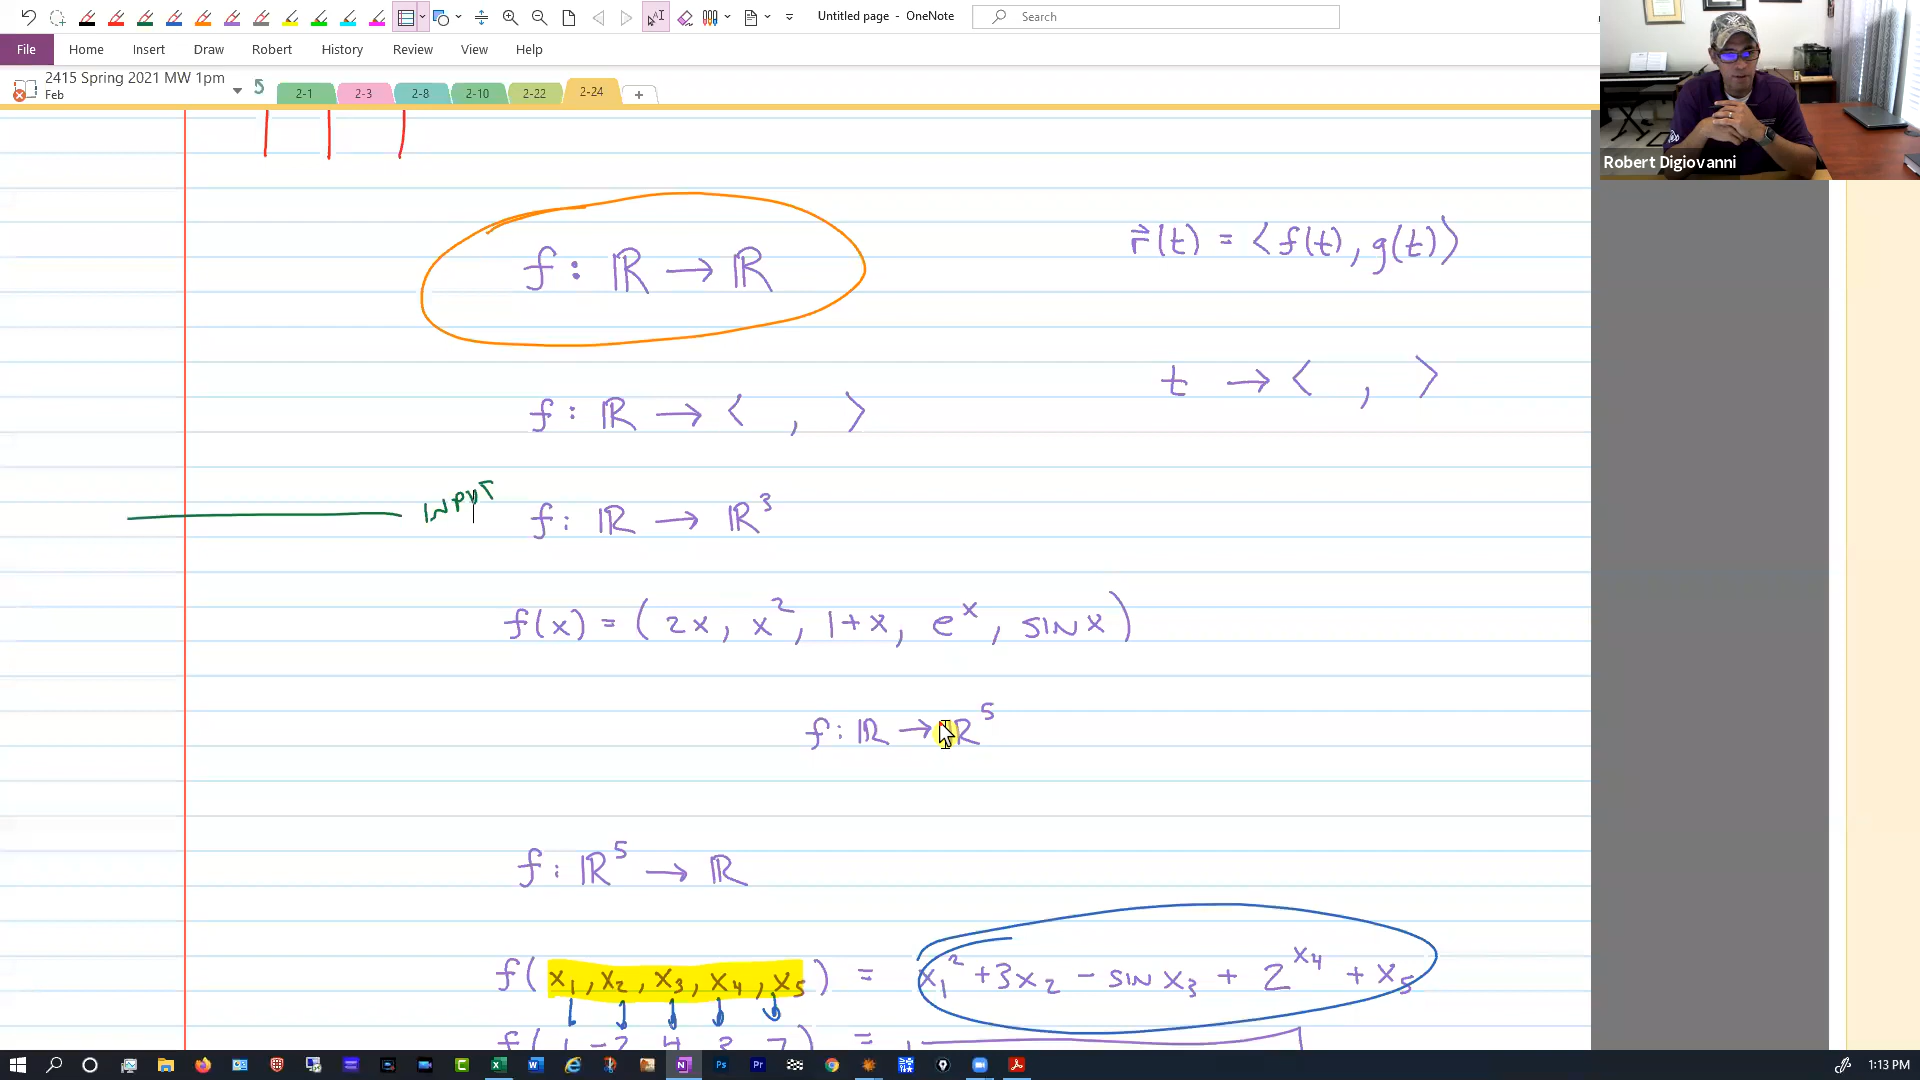 Untitled page - OneNote
Search
File Home Insert Draw Robert History Review View Help
2415 Spring 2021 MW 1pm
Feb
2-1 2-3 2-8 2-10 2-22 2-24 +
Robert Digiovanni
f : ℝ → ℝ
r⃗(t) = ⟨f(t), g(t)⟩
t → ⟨ , ⟩
f : ℝ → ⟨ , ⟩
INPUT
f : ℝ → ℝ³
f(x) = (2x, x², 1+x, eˣ, SIN x)
f : ℝ → ℝ⁵
f : ℝ⁵ → ℝ
f(x₁, x₂, x₃, x₄, x₅) = x₁² + 3x₂ - SIN x₃ + 2^x₄ + x₅
1:13 PM